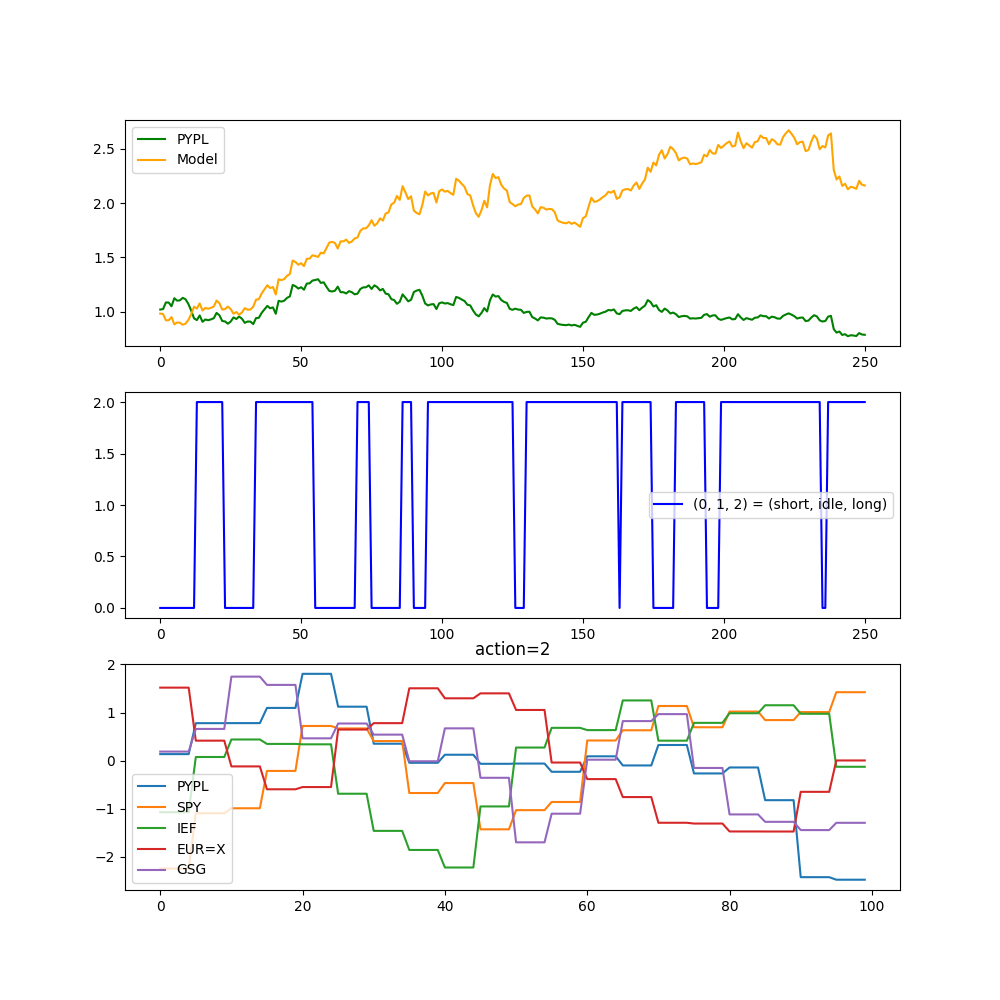 PYPL
Model
2.5
2.0
1.5
1.0
0 50 100 150 200 250
2.0
1.5
1.0
0.5
0.0
(0, 1, 2) = (short, idle, long)
0 50 100 150 200 250
action=2
2
1
0
−1
−2
PYPL
SPY
IEF
EUR=X
GSG
0 20 40 60 80 100